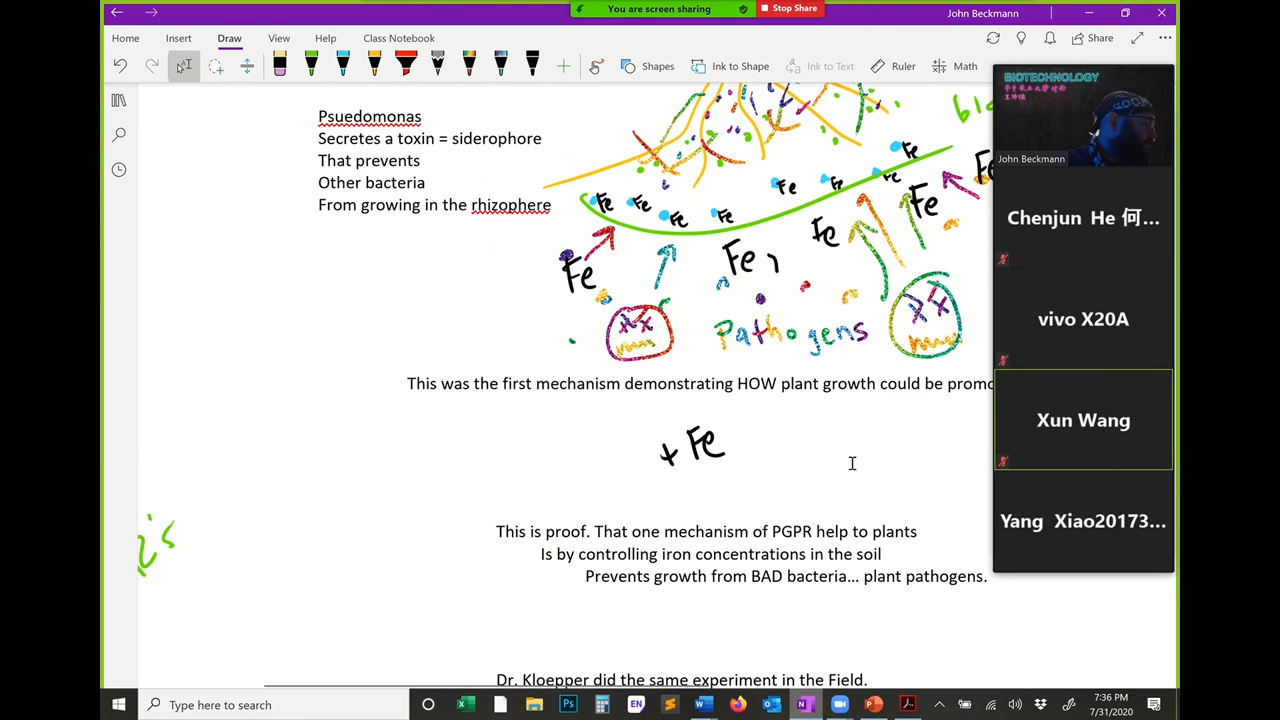 You are screen sharing
Stop Share
John Beckmann
Home
Insert
Draw
View
Help
Class Notebook
Share
Shapes
Ink to Shape
Ink to Text
Ruler
Math
Psuedomonas
Secretes a toxin = siderophore
That prevents
Other bacteria
From growing in the rhizophere
Fe
Fe
Fe
Fe
Fe
Fe
Fe
Fe
Fe
Fe
Fe
Fe,
Fe
Pathogens
This was the first mechanism demonstrating HOW plant growth could be promo
+ Fe
This is proof. That one mechanism of PGPR help to plants
Is by controlling iron concentrations in the soil
Prevents growth from BAD bacteria... plant pathogens.
Dr. Kloepper did the same experiment in the Field.
BIOTECHNOLOGY
John Beckmann
Chenjun He 何...
vivo X20A
Xun Wang
Yang Xiao20173...
Type here to search
EN
7:36 PM
7/31/2020